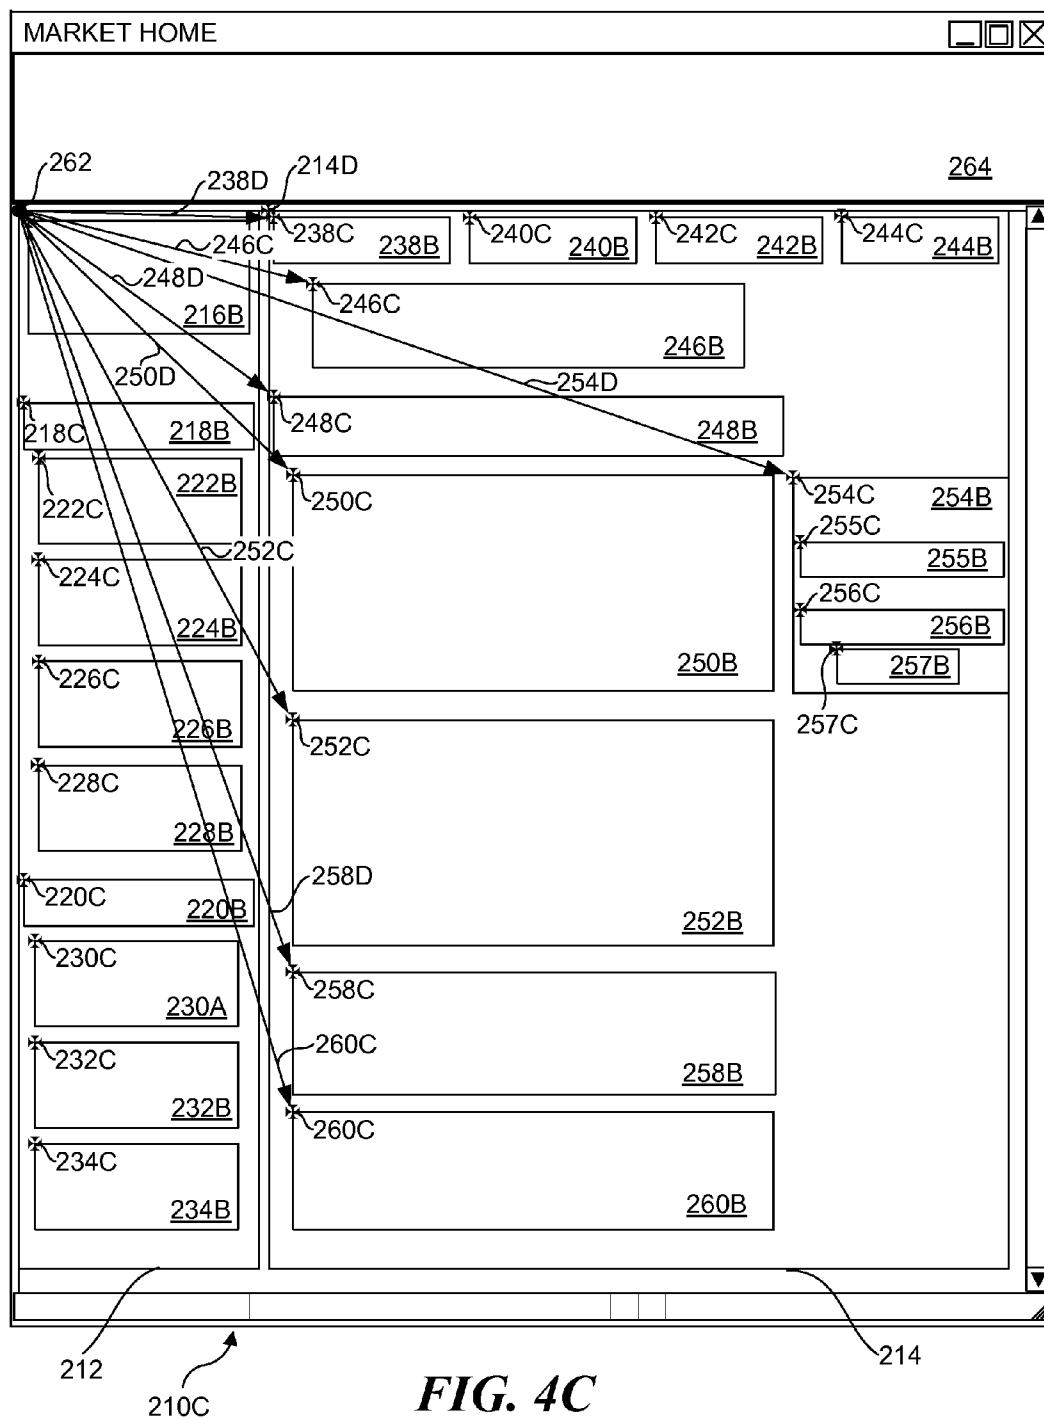 MARKET HOME
264
262
238D
214D
238C
238B
240C
240B
242C
242B
244C
244B
246C
248D
216B
246C
246B
250D
254D
218C
218B
248C
248B
222B
222C
250C
254C
254B
252C
255C
255B
224C
224B
256C
256B
250B
257B
226C
226B
257C
252C
228C
228B
220C
220B
258D
252B
230C
230A
258C
232C
232B
260C
258B
234C
234B
260C
260B
212
210C
214
FIG. 4C